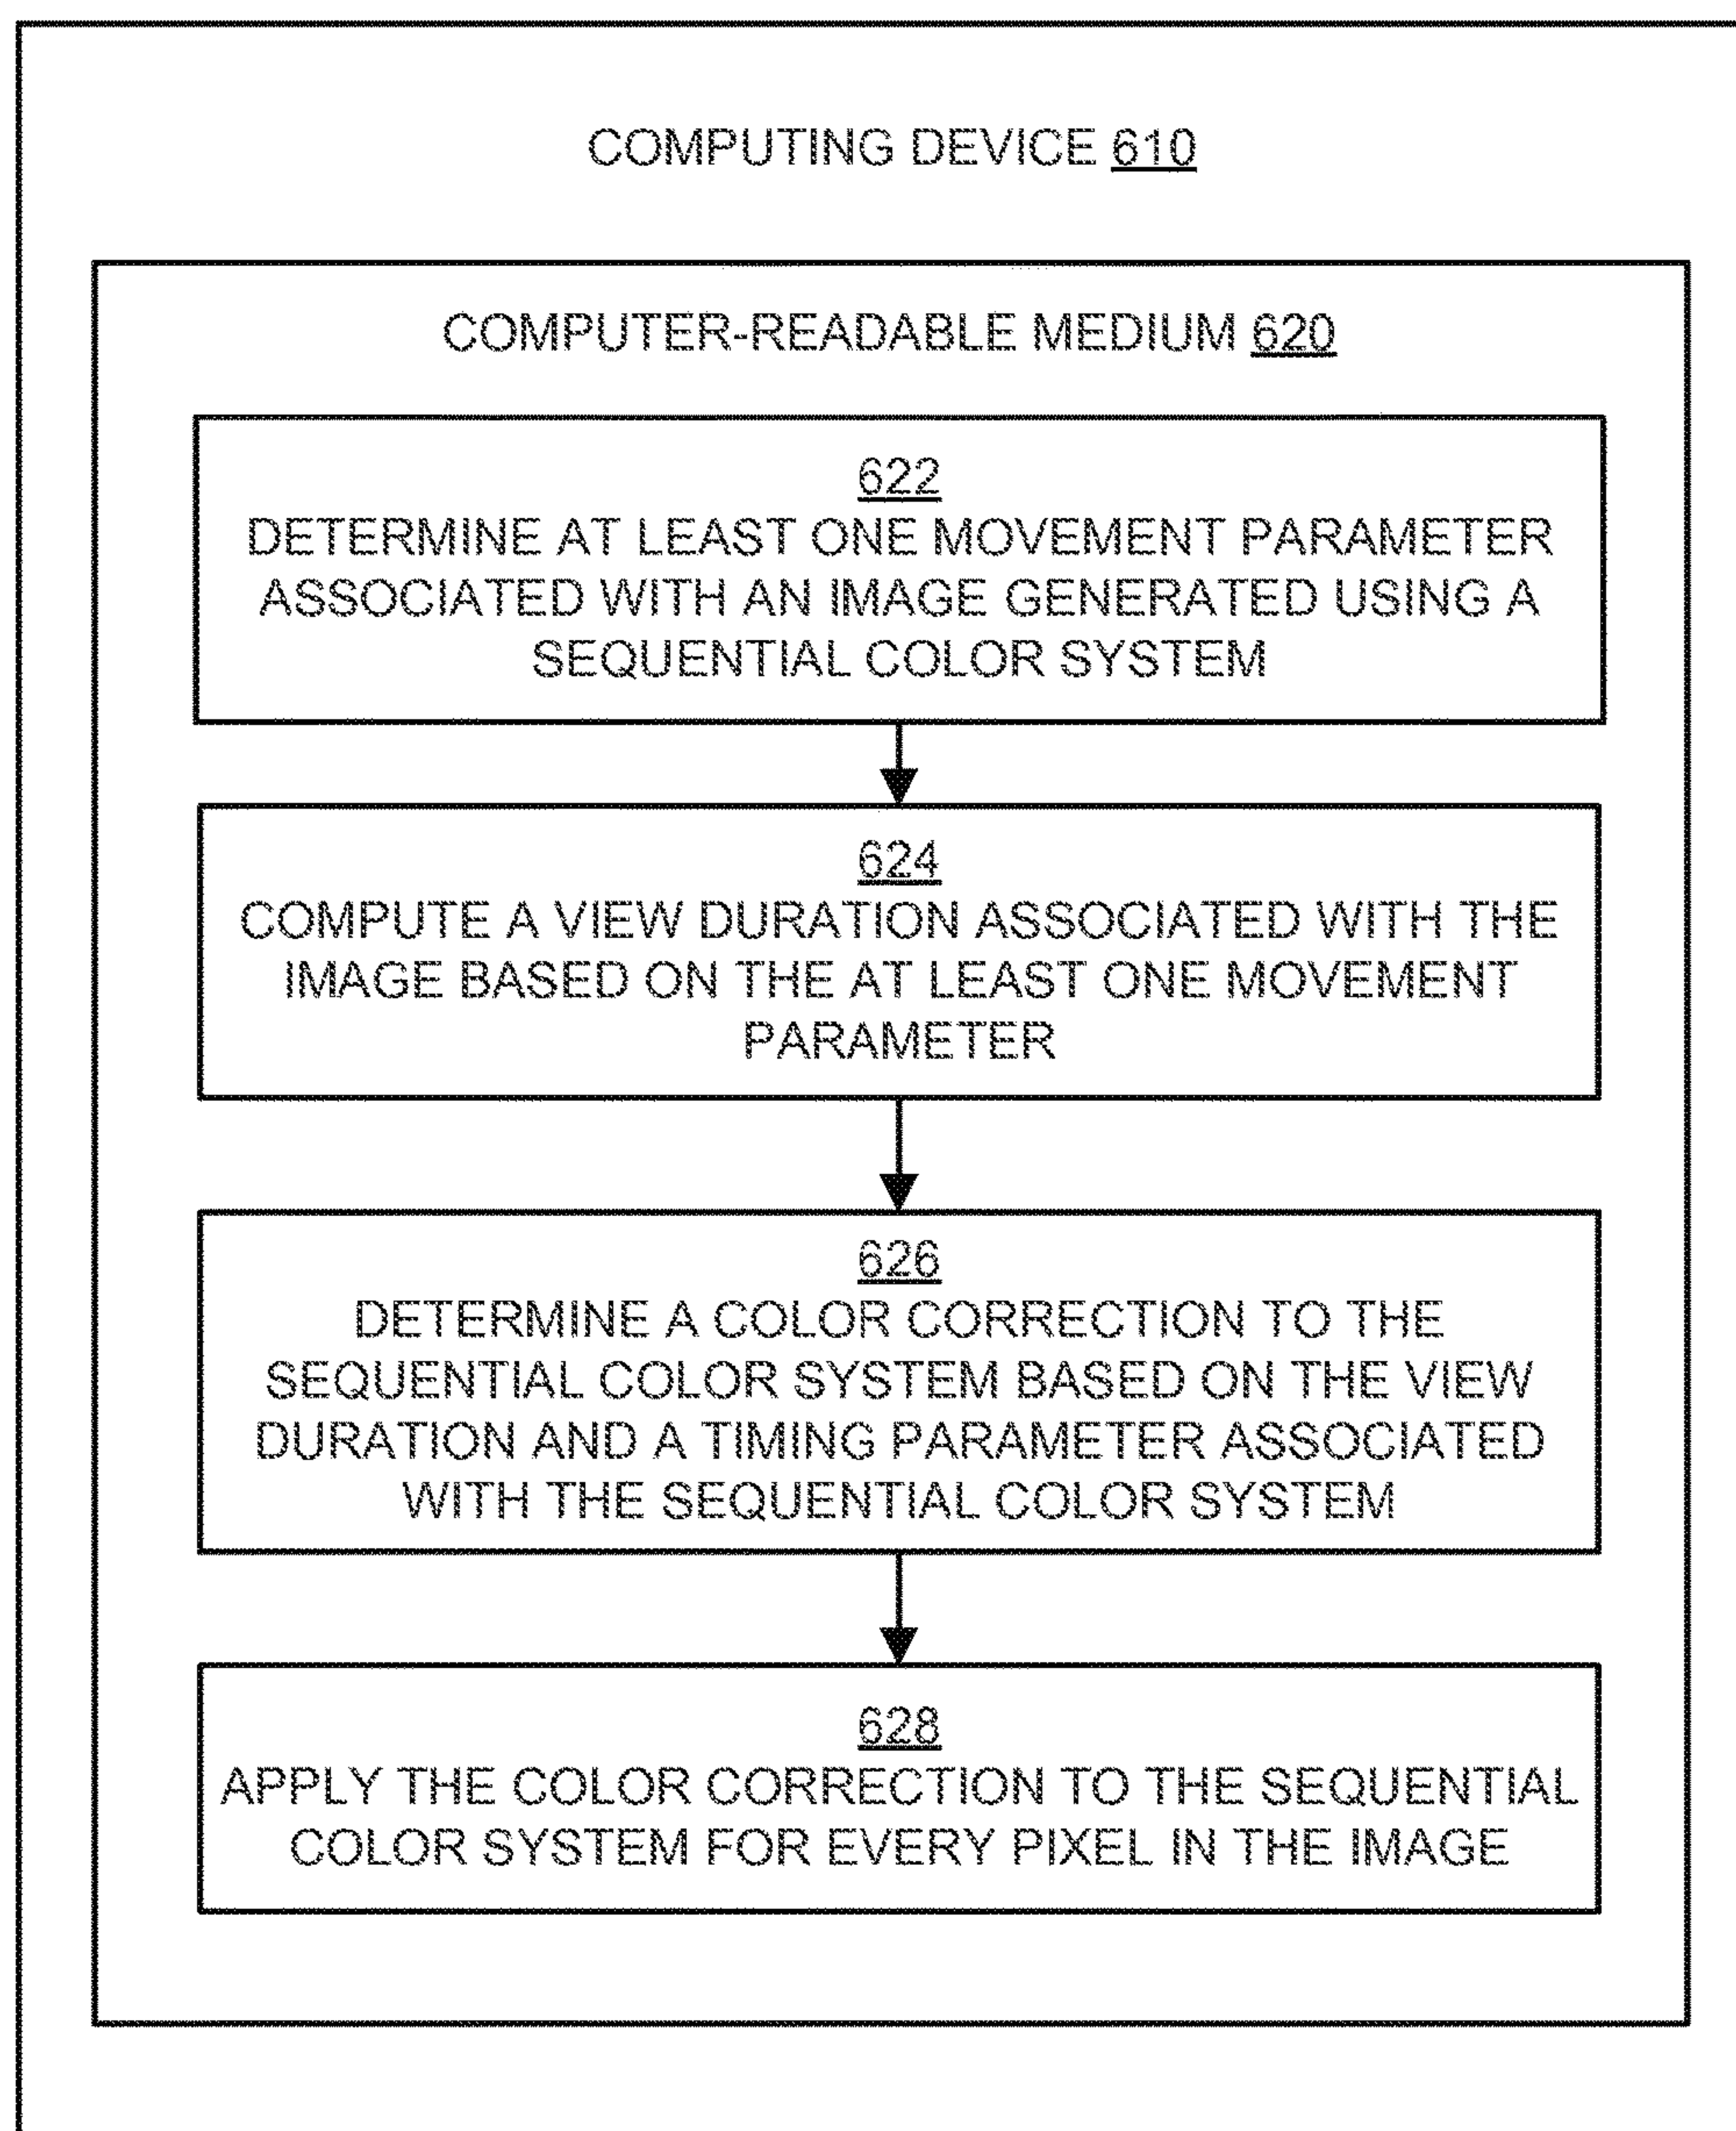 COMPUTING DEVICE 610
COMPUTER-READABLE MEDIUM 620
622
DETERMINE AT LEAST ONE MOVEMENT PARAMETER
ASSOCIATED WITH AN IMAGE GENERATED USING A
SEQUENTIAL COLOR SYSTEM
624
COMPUTE A VIEW DURATION ASSOCIATED WITH THE
IMAGE BASED ON THE AT LEAST ONE MOVEMENT
PARAMETER
626
DETERMINE A COLOR CORRECTION TO THE
SEQUENTIAL COLOR SYSTEM BASED ON THE VIEW
DURATION AND A TIMING PARAMETER ASSOCIATED
WITH THE SEQUENTIAL COLOR SYSTEM
628
APPLY THE COLOR CORRECTION TO THE SEQUENTIAL
COLOR SYSTEM FOR EVERY PIXEL IN THE IMAGE